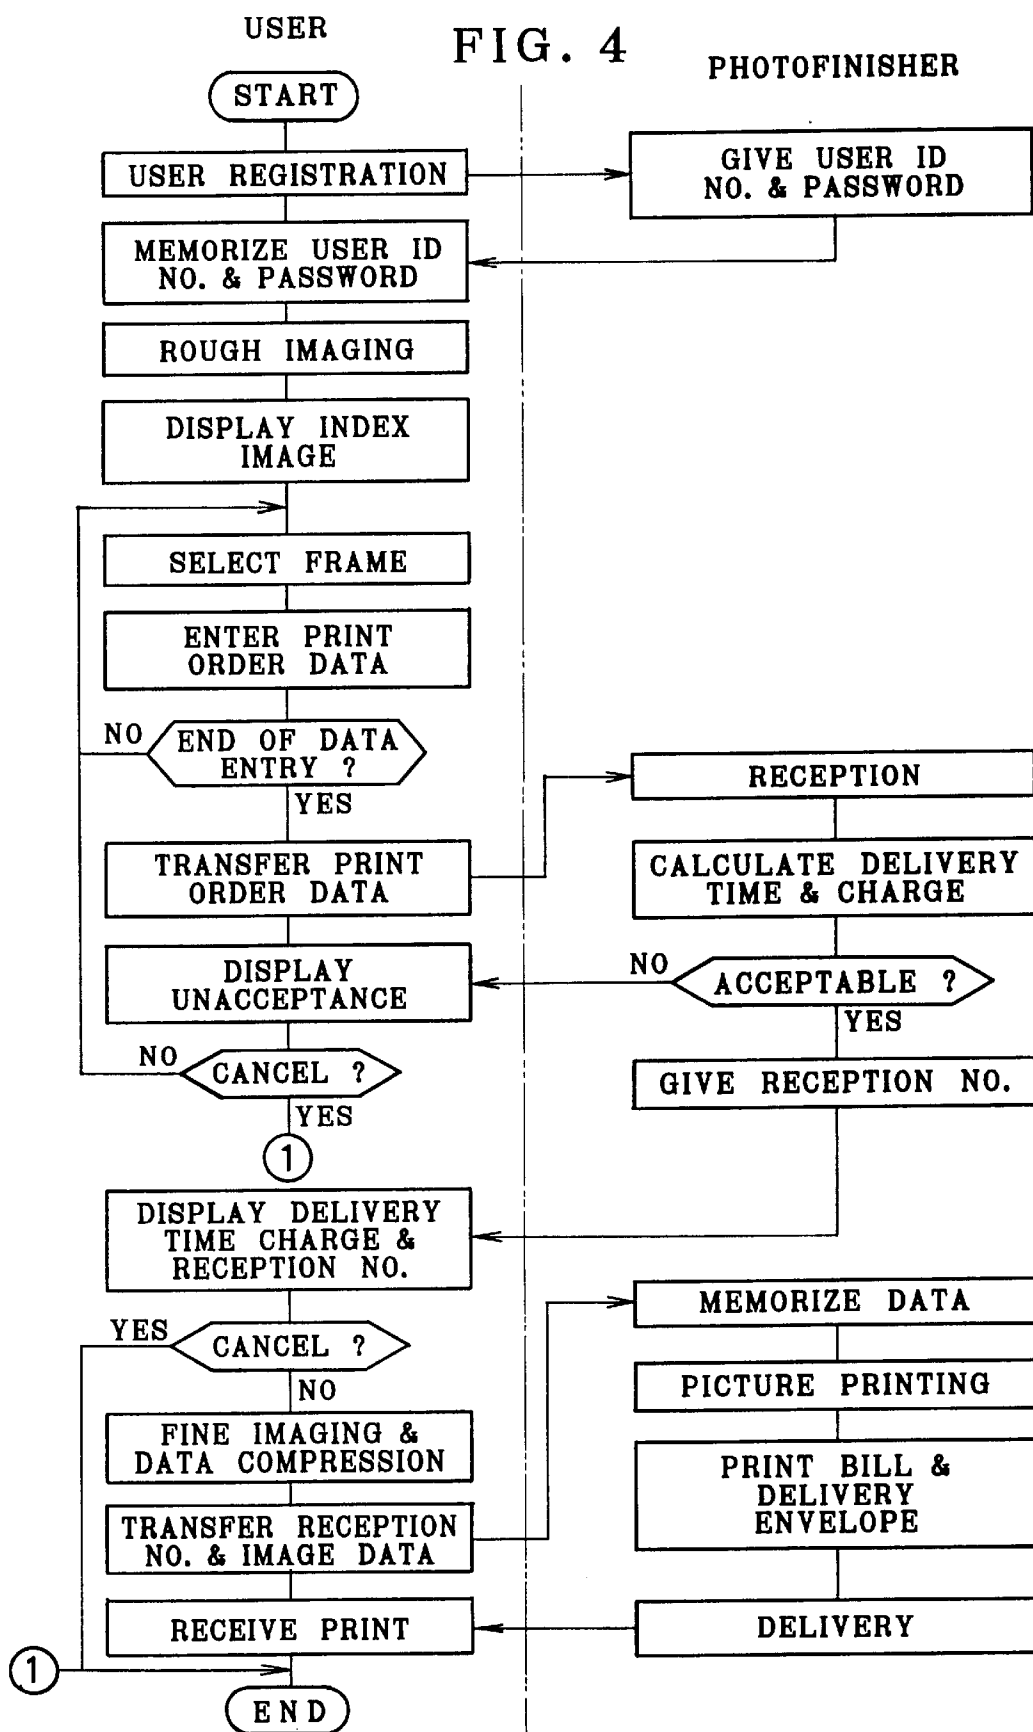 USER
FIG. 4
PHOTOFINISHER
START
USER REGISTRATION
GIVE USER ID
NO. & PASSWORD
MEMORIZE USER ID
NO. & PASSWORD
ROUGH IMAGING
DISPLAY INDEX
IMAGE
SELECT FRAME
ENTER PRINT
ORDER DATA
NO
END OF DATA
ENTRY ?
YES
RECEPTION
TRANSFER PRINT
ORDER DATA
CALCULATE DELIVERY
TIME & CHARGE
DISPLAY
UNACCEPTANCE
NO
ACCEPTABLE ?
YES
NO
CANCEL ?
YES
GIVE RECEPTION NO.
1
DISPLAY DELIVERY
TIME CHARGE &
RECEPTION NO.
MEMORIZE DATA
YES
CANCEL ?
NO
PICTURE PRINTING
FINE IMAGING &
DATA COMPRESSION
PRINT BILL &
DELIVERY
ENVELOPE
TRANSFER RECEPTION
NO. & IMAGE DATA
RECEIVE PRINT
DELIVERY
1
END